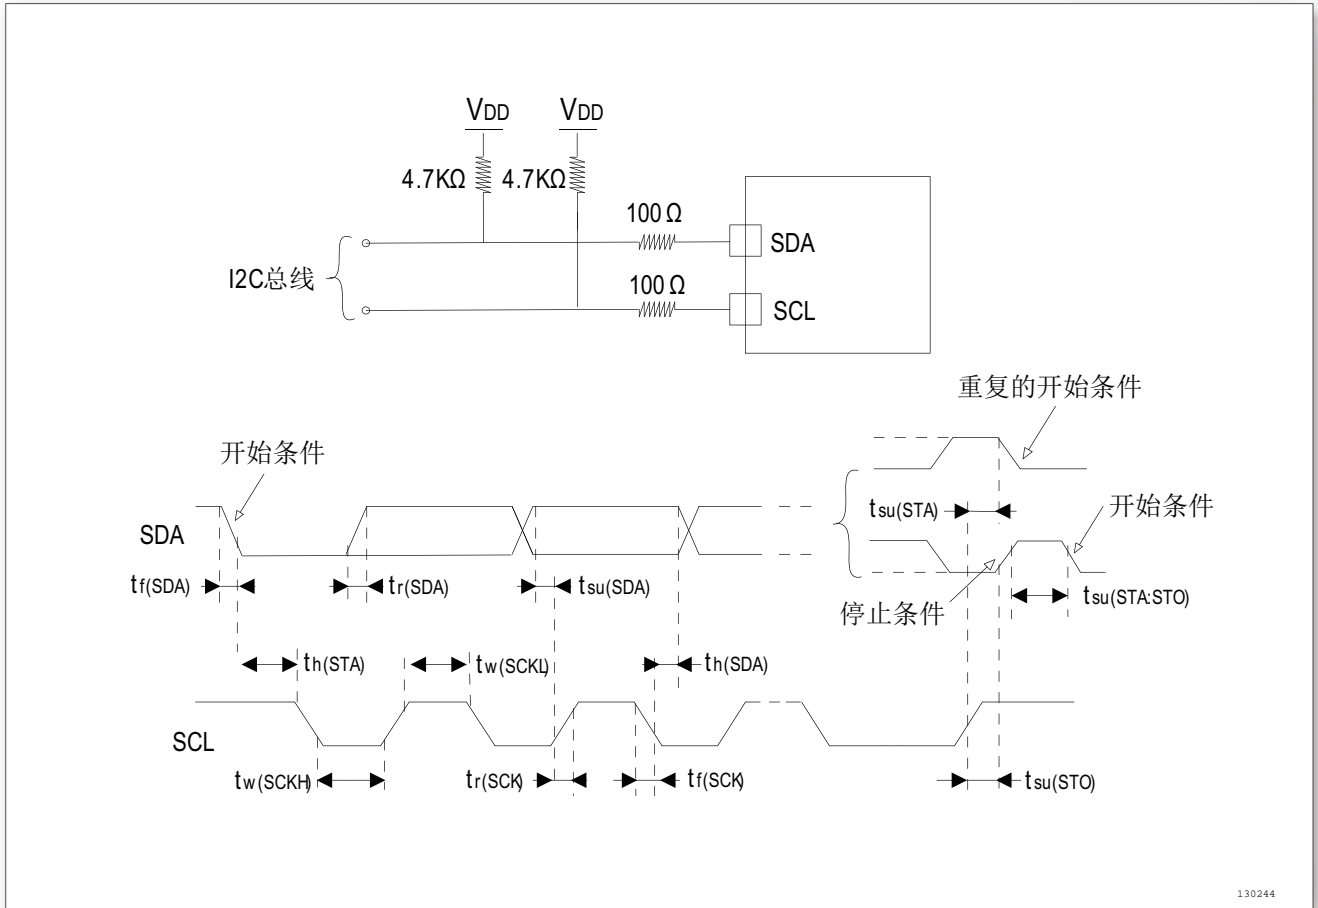 VDD VDD
4.7KΩ 4.7KΩ
100 Ω
SDA
I2C总线
100 Ω
SCL
重复的开始条件
开始条件
tsu(STA)
开始条件
SDA
tf(SDA)
tr(SDA)
tsu(SDA)
停止条件
tsu(STA:STO)
th(STA)
tw(SCKL)
th(SDA)
SCL
tw(SCKH)
tr(SCK)
tf(SCK)
tsu(STO)
130244